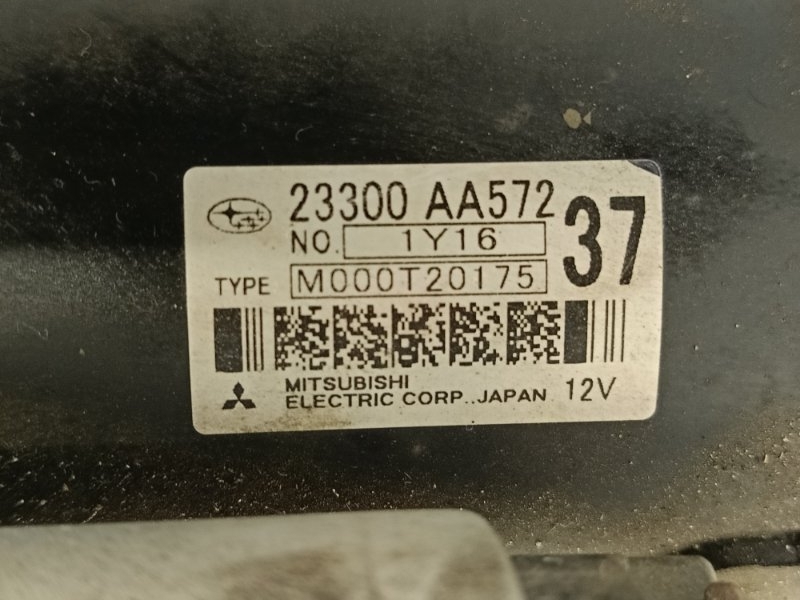 23300 AA572
NO. 1Y16
37
TYPE M000T20175
MITSUBISHI
ELECTRIC CORP., JAPAN 12V